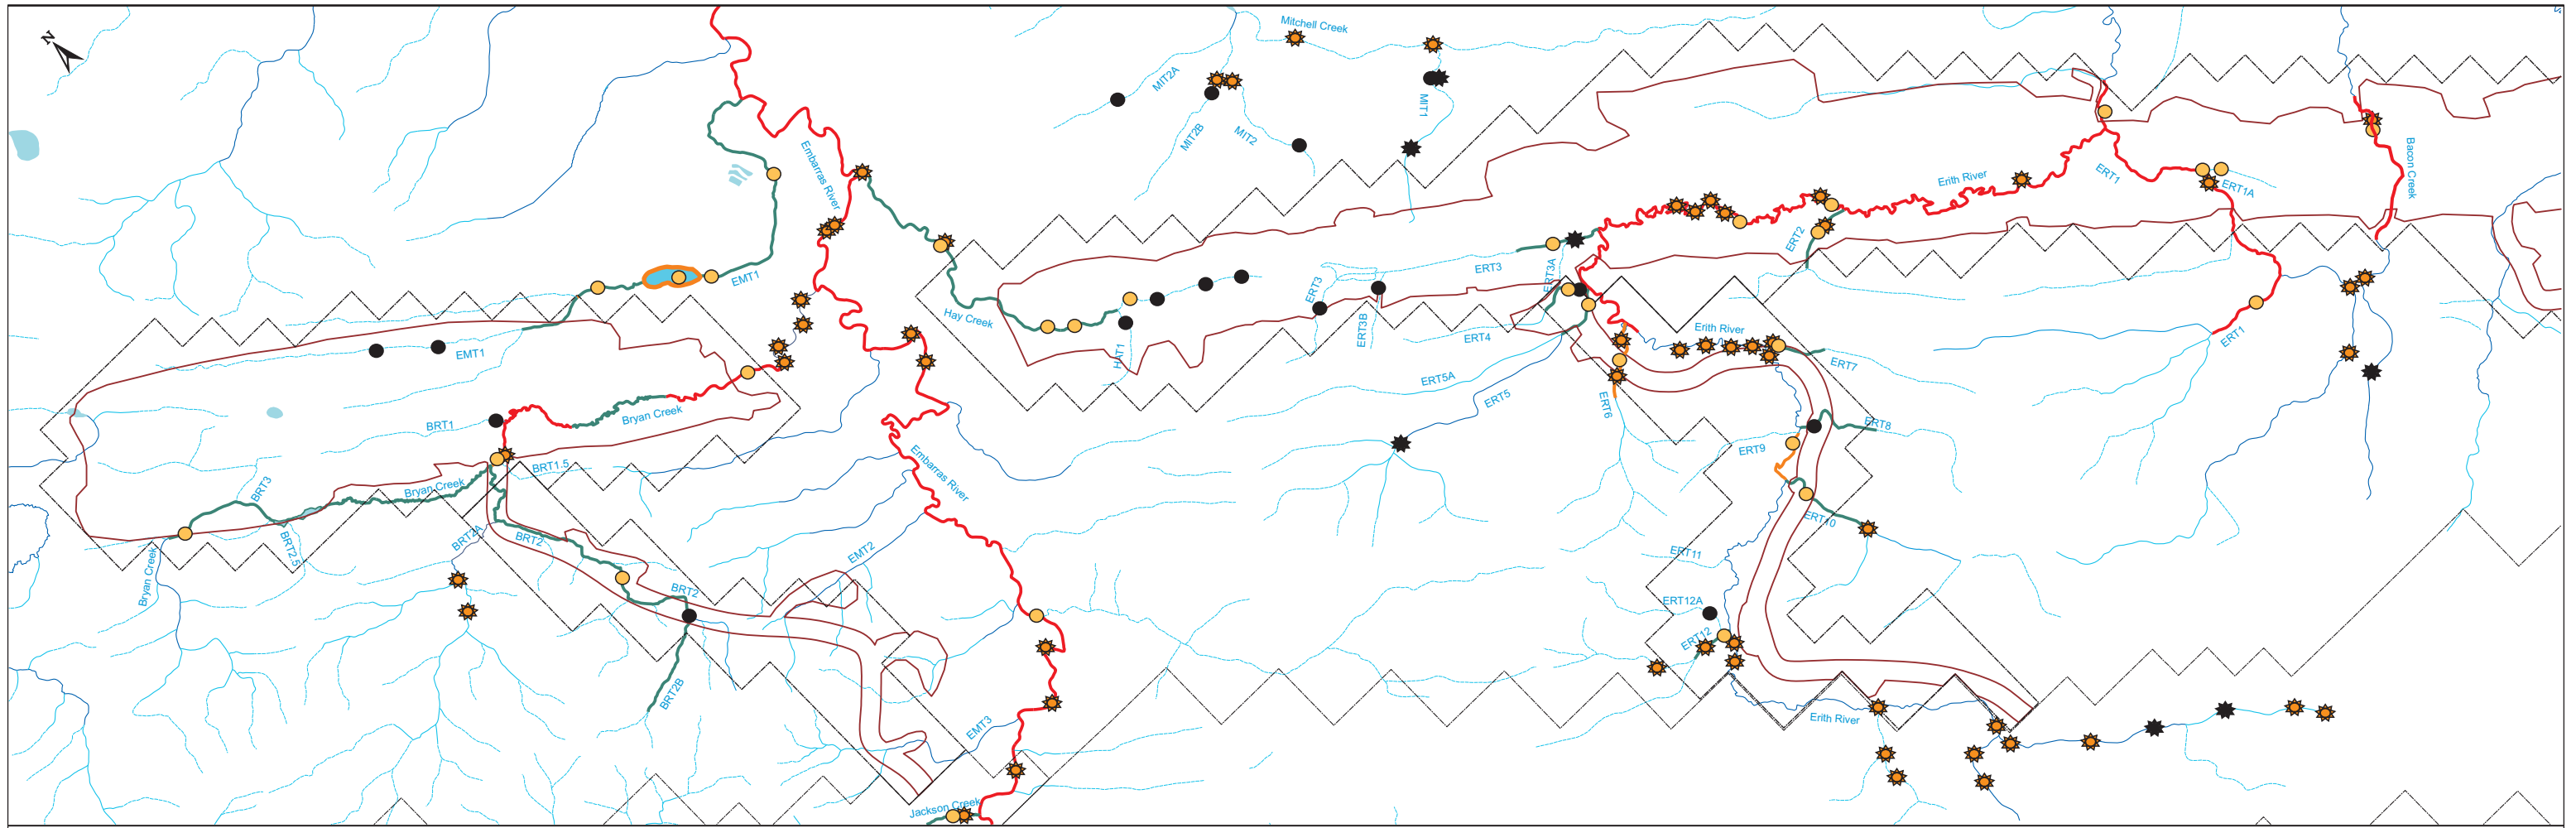 N
Mitchell Creek
MIT2A
MIT1
MIT2B
MIT2
Embarras River
Bacon Creek
ERT1
Erith River
ERT1A
ERT2
EMT1
ERT3
ERT3A
ERT3
Hay Creek
ERT3B
ERT4
Erith River
ERT1
HAT1
EMT1
ERT7
ERT5A
ERT5
ERT6
BRT1
Bryan Creek
ERT8
ERT9
BRT1.5
Embarras River
BRT3
Bryan Creek
ERT10
BRT2A
BRT2
BRT2.5
EMT2
ERT11
Bryan Creek
BRT2
ERT12A
ERT12
BRT2B
EMT3
Erith River
Jackson Creek